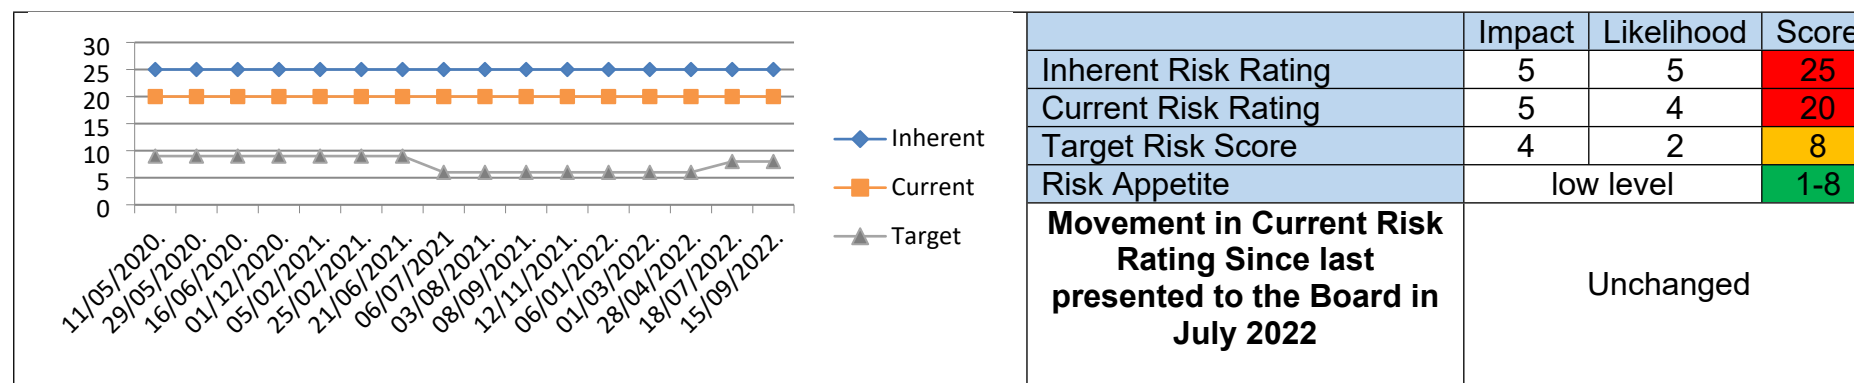 30
25
20
15
10
5
0
11/05/2020.
29/05/2020.
16/06/2020.
01/12/2020.
05/02/2021.
25/02/2021.
21/06/2021.
06/07/2021
03/08/2021.
08/09/2021.
12/11/2021.
06/01/2022.
01/03/2022.
28/04/2022.
18/07/2022.
15/09/2022.
Inherent
Current
Target
Impact Likelihood Score
Inherent Risk Rating 5 5 25
Current Risk Rating 5 4 20
Target Risk Score 4 2 8
Risk Appetite low level 1-8
Movement in Current Risk
Rating Since last
presented to the Board in
July 2022
Unchanged